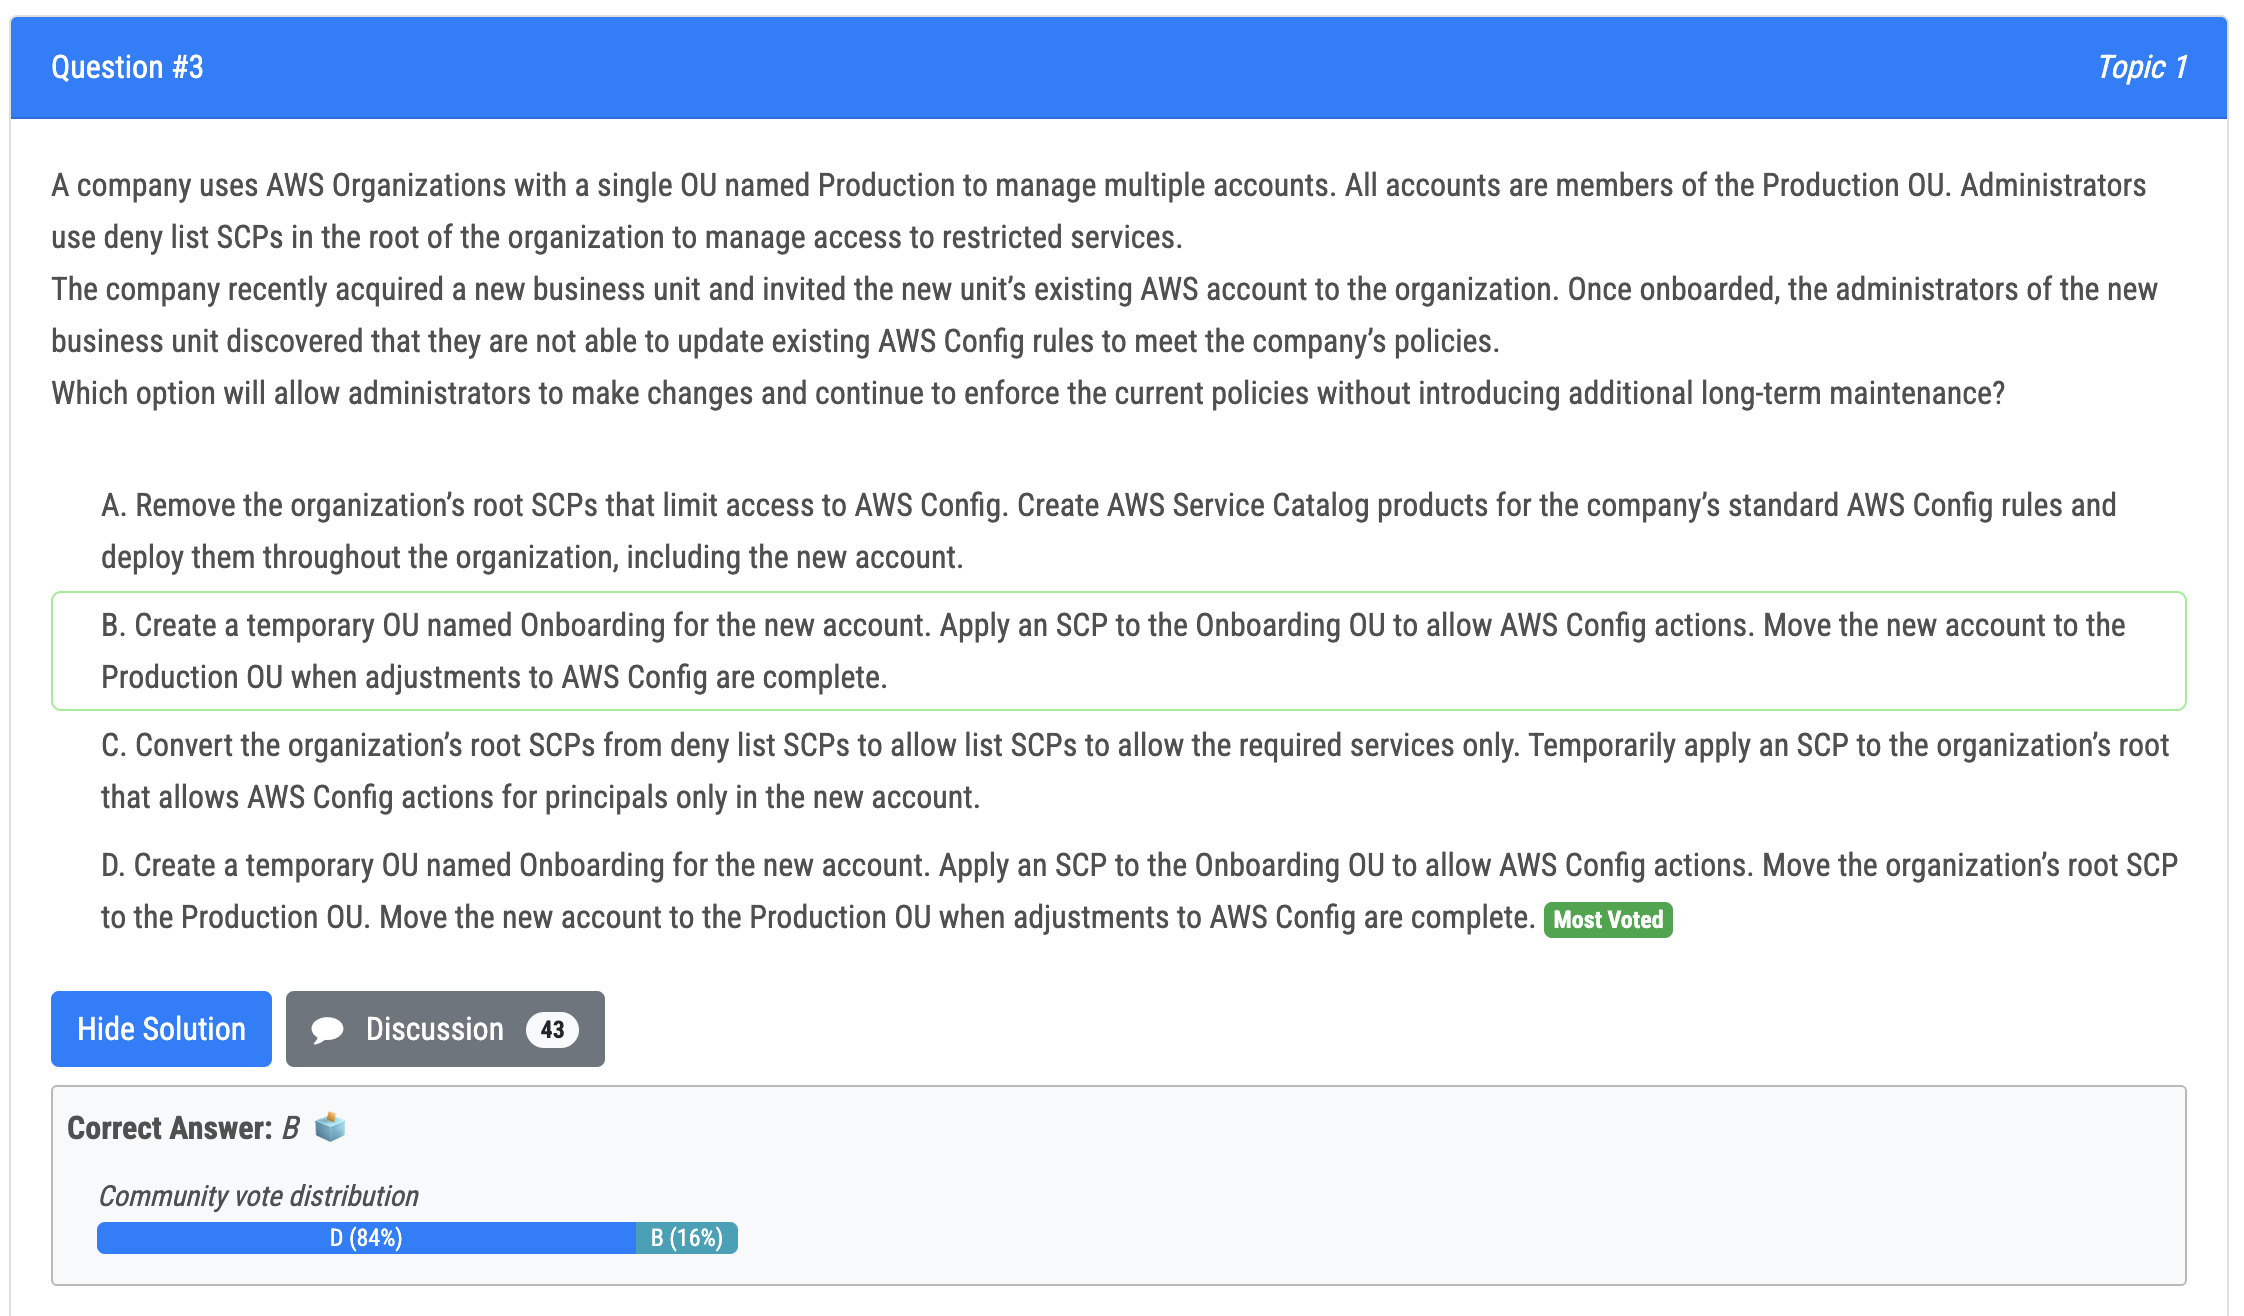 Question #3
Topic 1
A company uses AWS Organizations with a single OU named Production to manage multiple accounts. All accounts are members of the Production OU. Administrators
use deny list SCPs in the root of the organization to manage access to restricted services.
The company recently acquired a new business unit and invited the new unit’s existing AWS account to the organization. Once onboarded, the administrators of the new
business unit discovered that they are not able to update existing AWS Config rules to meet the company’s policies.
Which option will allow administrators to make changes and continue to enforce the current policies without introducing additional long-term maintenance?
A. Remove the organization’s root SCPs that limit access to AWS Config. Create AWS Service Catalog products for the company’s standard AWS Config rules and
deploy them throughout the organization, including the new account.
B. Create a temporary OU named Onboarding for the new account. Apply an SCP to the Onboarding OU to allow AWS Config actions. Move the new account to the
Production OU when adjustments to AWS Config are complete.
C. Convert the organization’s root SCPs from deny list SCPs to allow list SCPs to allow the required services only. Temporarily apply an SCP to the organization’s root
that allows AWS Config actions for principals only in the new account.
D. Create a temporary OU named Onboarding for the new account. Apply an SCP to the Onboarding OU to allow AWS Config actions. Move the organization’s root SCP
to the Production OU. Move the new account to the Production OU when adjustments to AWS Config are complete. Most Voted
Hide Solution
Discussion 43
Correct Answer: B
Community vote distribution
D (84%)
B (16%)